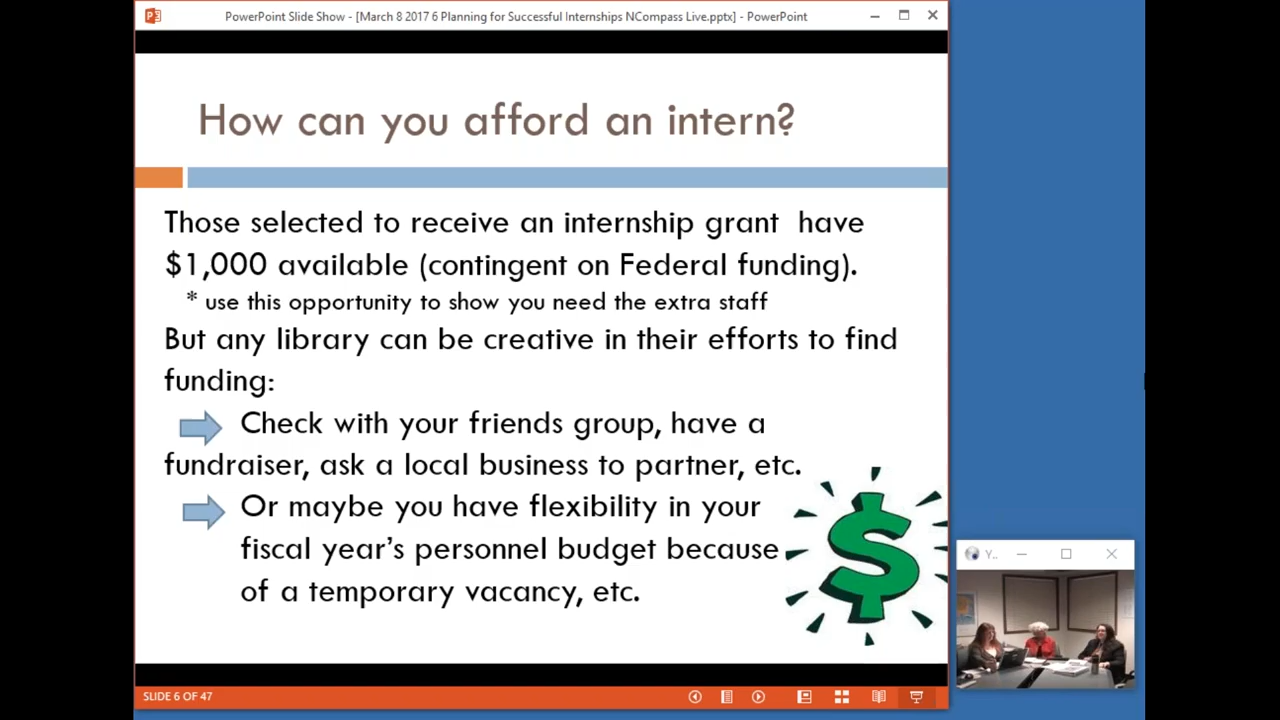 PowerPoint Slide Show - [March 8 2017 6 Planning for Successful Internships NCompass Live.pptx] - PowerPoint
How can you afford an intern?
Those selected to receive an internship grant have
$1,000 available (contingent on Federal funding).
* use this opportunity to show you need the extra staff
But any library can be creative in their efforts to find
funding:
Check with your friends group, have a
fundraiser, ask a local business to partner, etc.
Or maybe you have flexibility in your
fiscal year's personnel budget because
of a temporary vacancy, etc.
$
Y..
SLIDE 6 OF 47